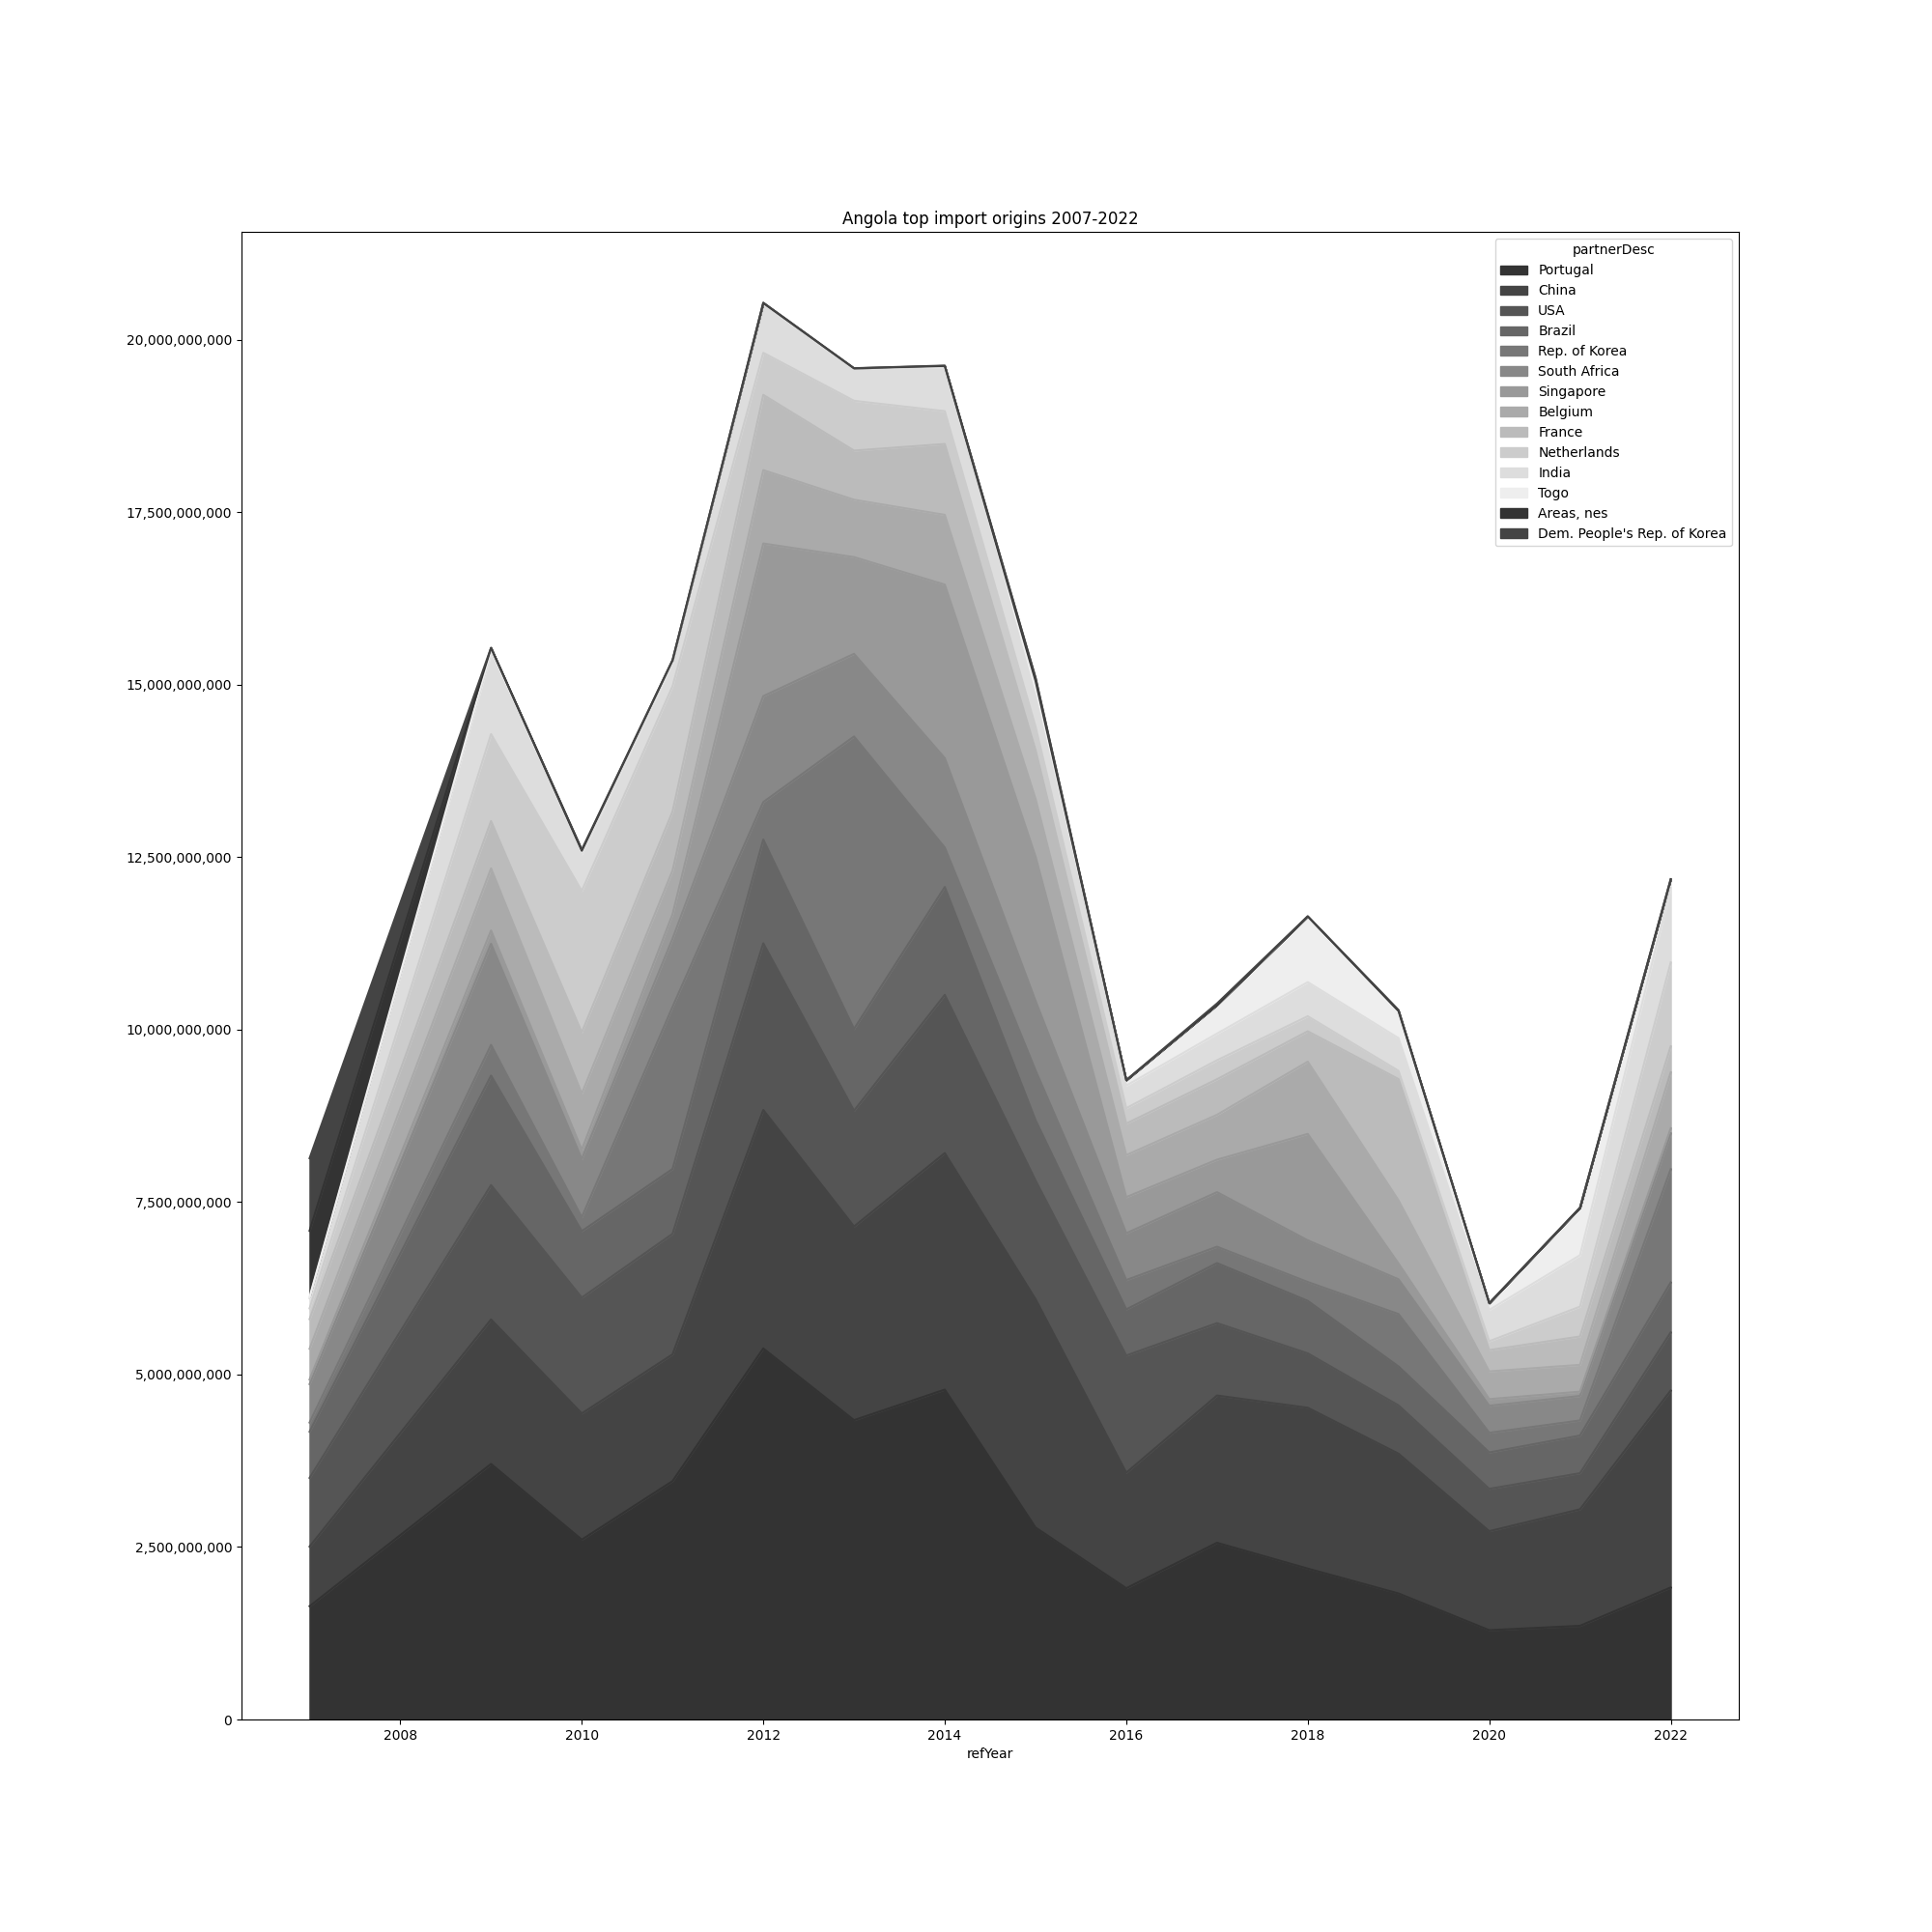 Angola top import origins 2007-2022
partnerDesc
Portugal
China
USA
Brazil
Rep. of Korea
South Africa
Singapore
Belgium
France
Netherlands
India
Togo
Areas, nes
Dem. People's Rep. of Korea
20,000,000,000
17,500,000,000
15,000,000,000
12,500,000,000
10,000,000,000
7,500,000,000
5,000,000,000
2,500,000,000
0
2008 2010 2012 2014 2016 2018 2020 2022
refYear